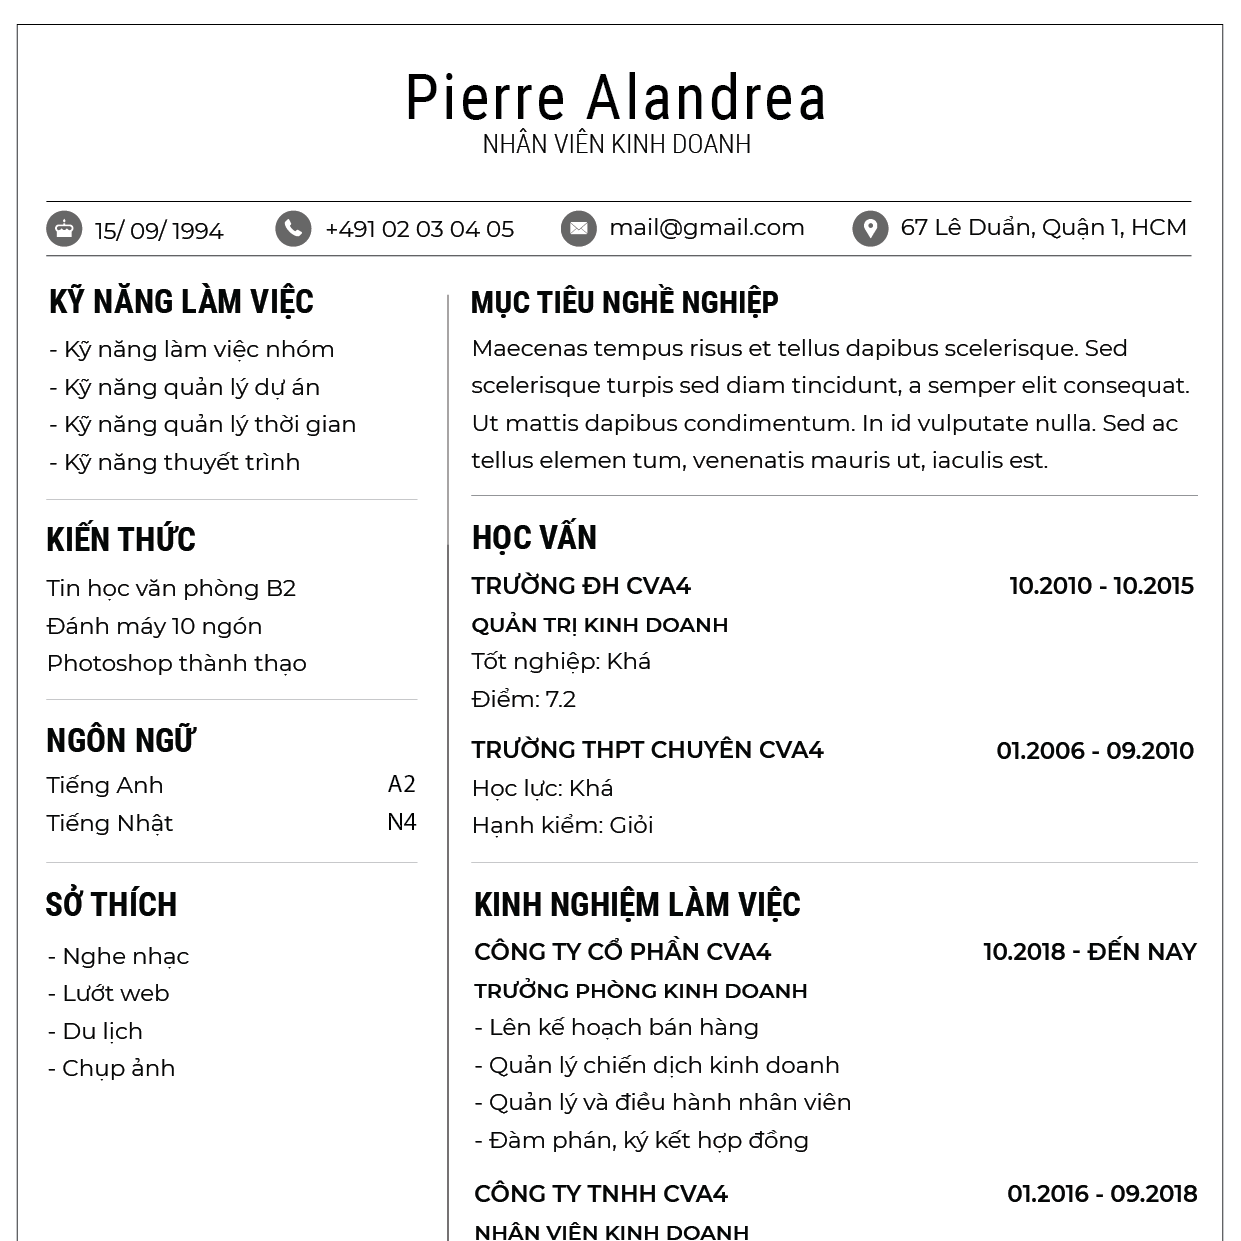 Pierre Alandrea
NHÂN VIÊN KINH DOANH
15/ 09/ 1994
+491 02 03 04 05
mail@gmail.com
67 Lê Duẩn, Quận 1, HCM
KỸ NĂNG LÀM VIỆC
- Kỹ năng làm việc nhóm
- Kỹ năng quản lý dự án
- Kỹ năng quản lý thời gian
- Kỹ năng thuyết trình
KIẾN THỨC
Tin học văn phòng B2
Đánh máy 10 ngón
Photoshop thành thạo
NGÔN NGỮ
Tiếng Anh A2
Tiếng Nhật N4
SỞ THÍCH
- Nghe nhạc
- Lướt web
- Du lịch
- Chụp ảnh
MỤC TIÊU NGHỀ NGHIỆP
Maecenas tempus risus et tellus dapibus scelerisque. Sed
scelerisque turpis sed diam tincidunt, a semper elit consequat.
Ut mattis dapibus condimentum. In id vulputate nulla. Sed ac
tellus elemen tum, venenatis mauris ut, iaculis est.
HỌC VẤN
TRƯỜNG ĐH CVA4 10.2010 - 10.2015
QUẢN TRỊ KINH DOANH
Tốt nghiệp: Khá
Điểm: 7.2
TRƯỜNG THPT CHUYÊN CVA4 01.2006 - 09.2010
Học lực: Khá
Hạnh kiểm: Giỏi
KINH NGHIỆM LÀM VIỆC
CÔNG TY CỔ PHẦN CVA4 10.2018 - ĐẾN NAY
TRƯỞNG PHÒNG KINH DOANH
- Lên kế hoạch bán hàng
- Quản lý chiến dịch kinh doanh
- Quản lý và điều hành nhân viên
- Đàm phán, ký kết hợp đồng
CÔNG TY TNHH CVA4 01.2016 - 09.2018
NHÂN VIÊN KINH DOANH